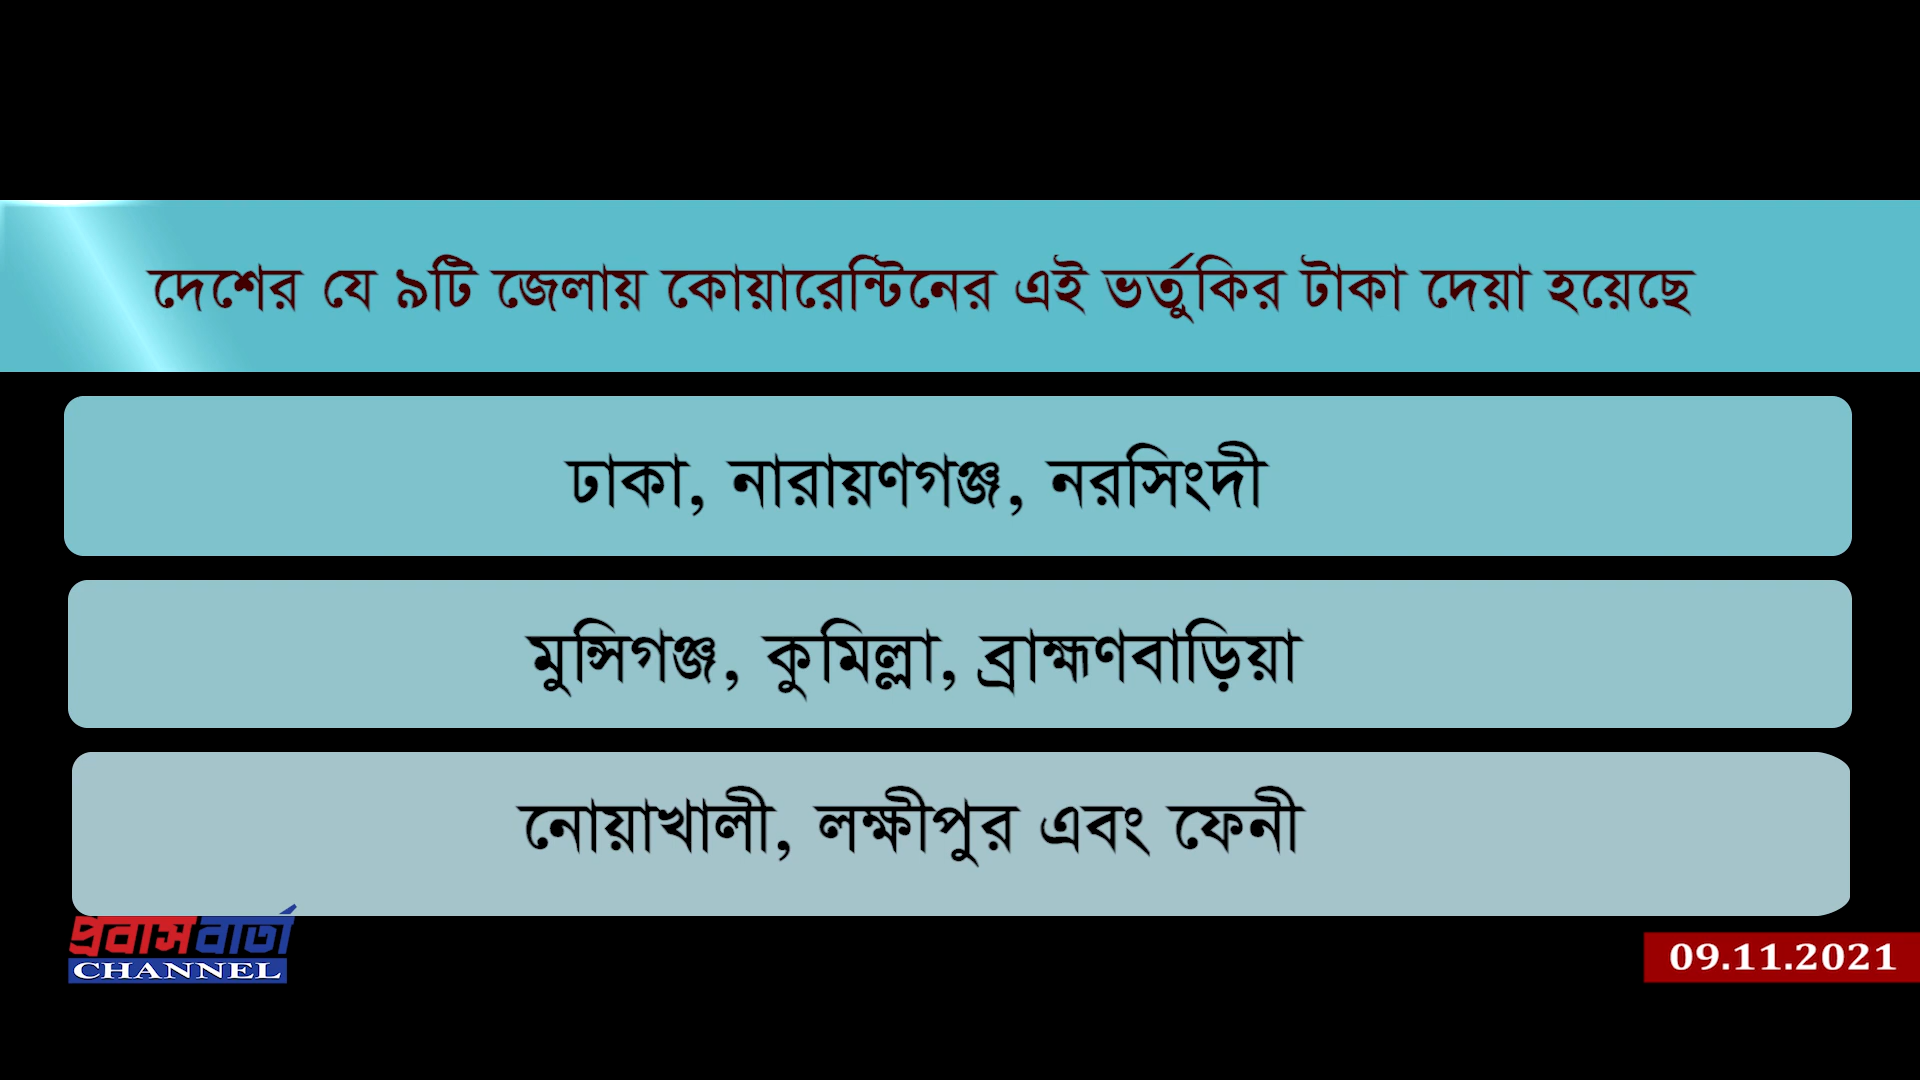 দেশের যে ৯টি জেলায় কোয়ারেন্টিনের এই ভর্তুকির টাকা দেয়া হয়েছে
ঢাকা, নারায়ণগঞ্জ, নরসিংদী
মুন্সিগঞ্জ, কুমিল্লা, ব্রাহ্মণবাড়িয়া
নোয়াখালী, লক্ষীপুর এবং ফেনী
প্রবাসবার্তা
CHANNEL
09.11.2021